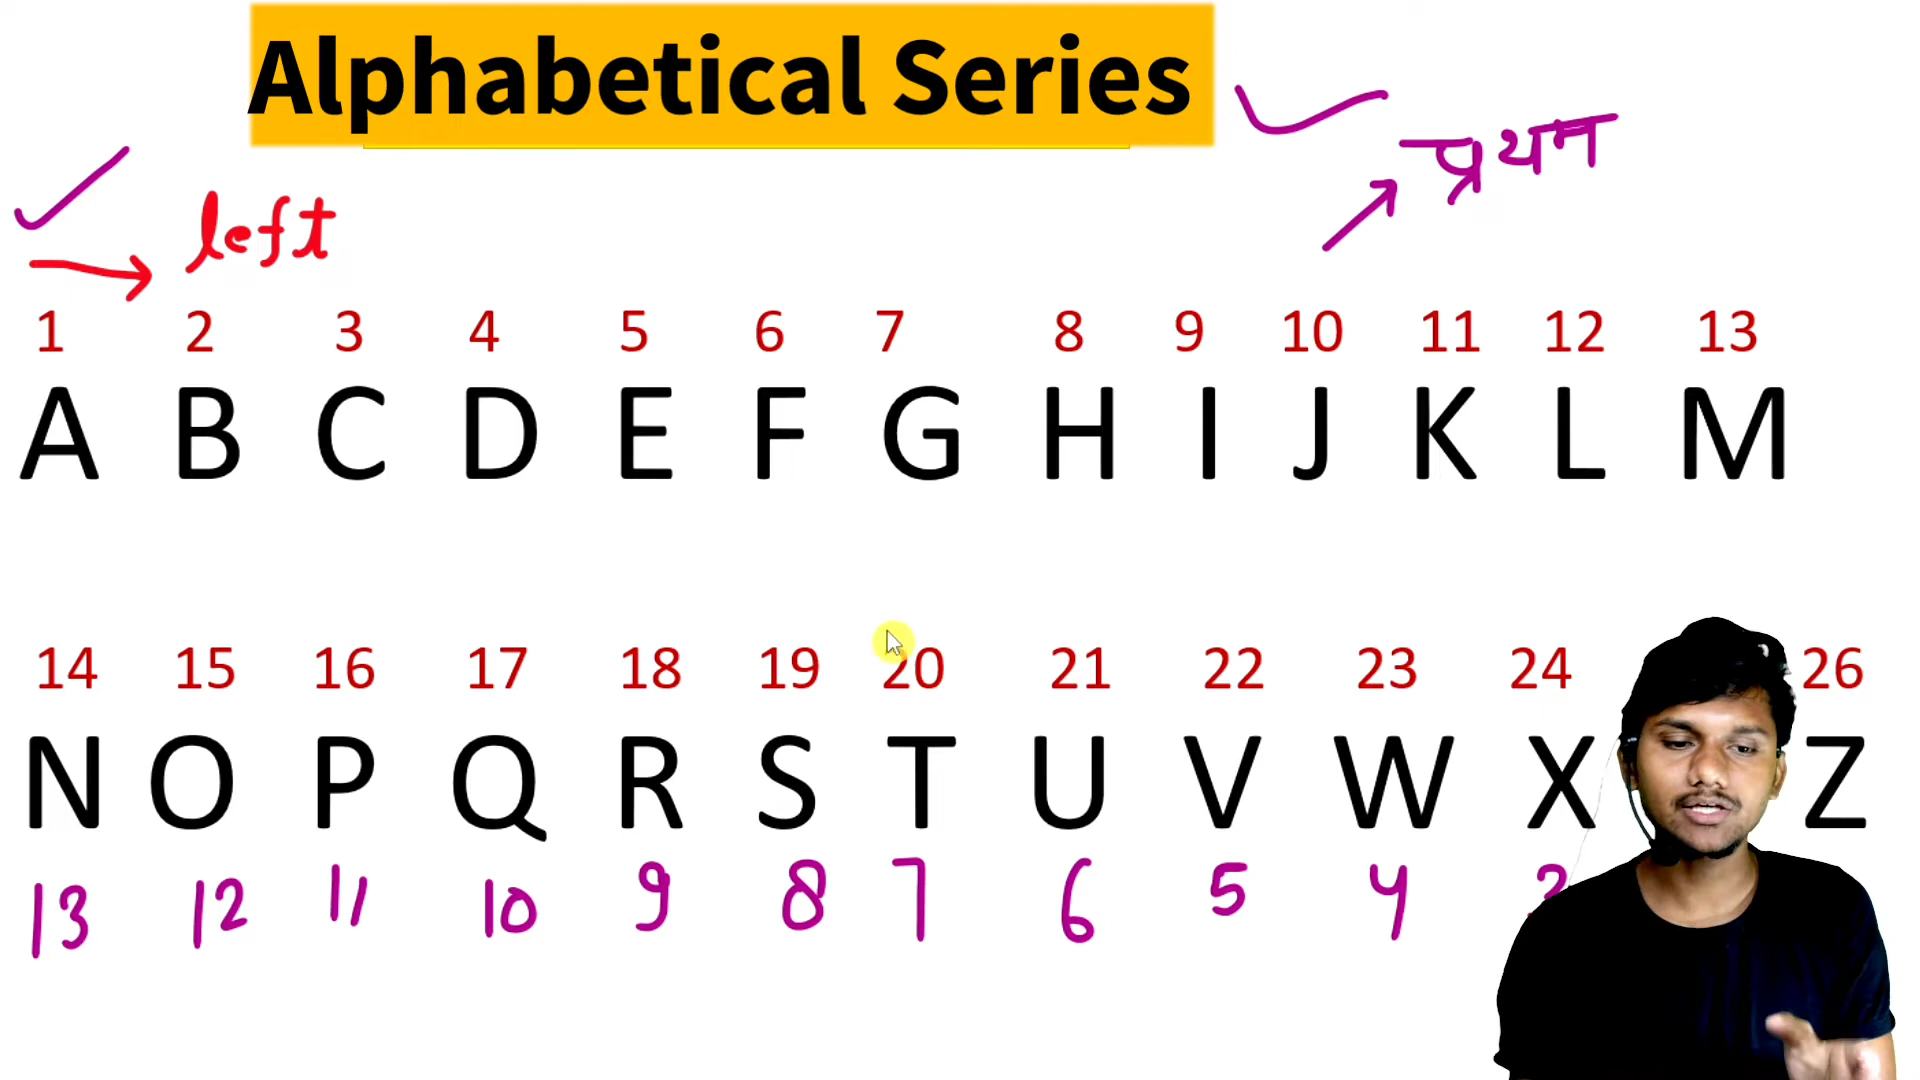 Alphabetical Series
प्रथम
left
1 2 3 4 5 6 7 8 9 10 11 12 13
A B C D E F G H I J K L M
14 15 16 17 18 19 20 21 22 23 24 26
N O P Q R S T U V W X Z
13 12 11 10 9 8 7 6 5 4